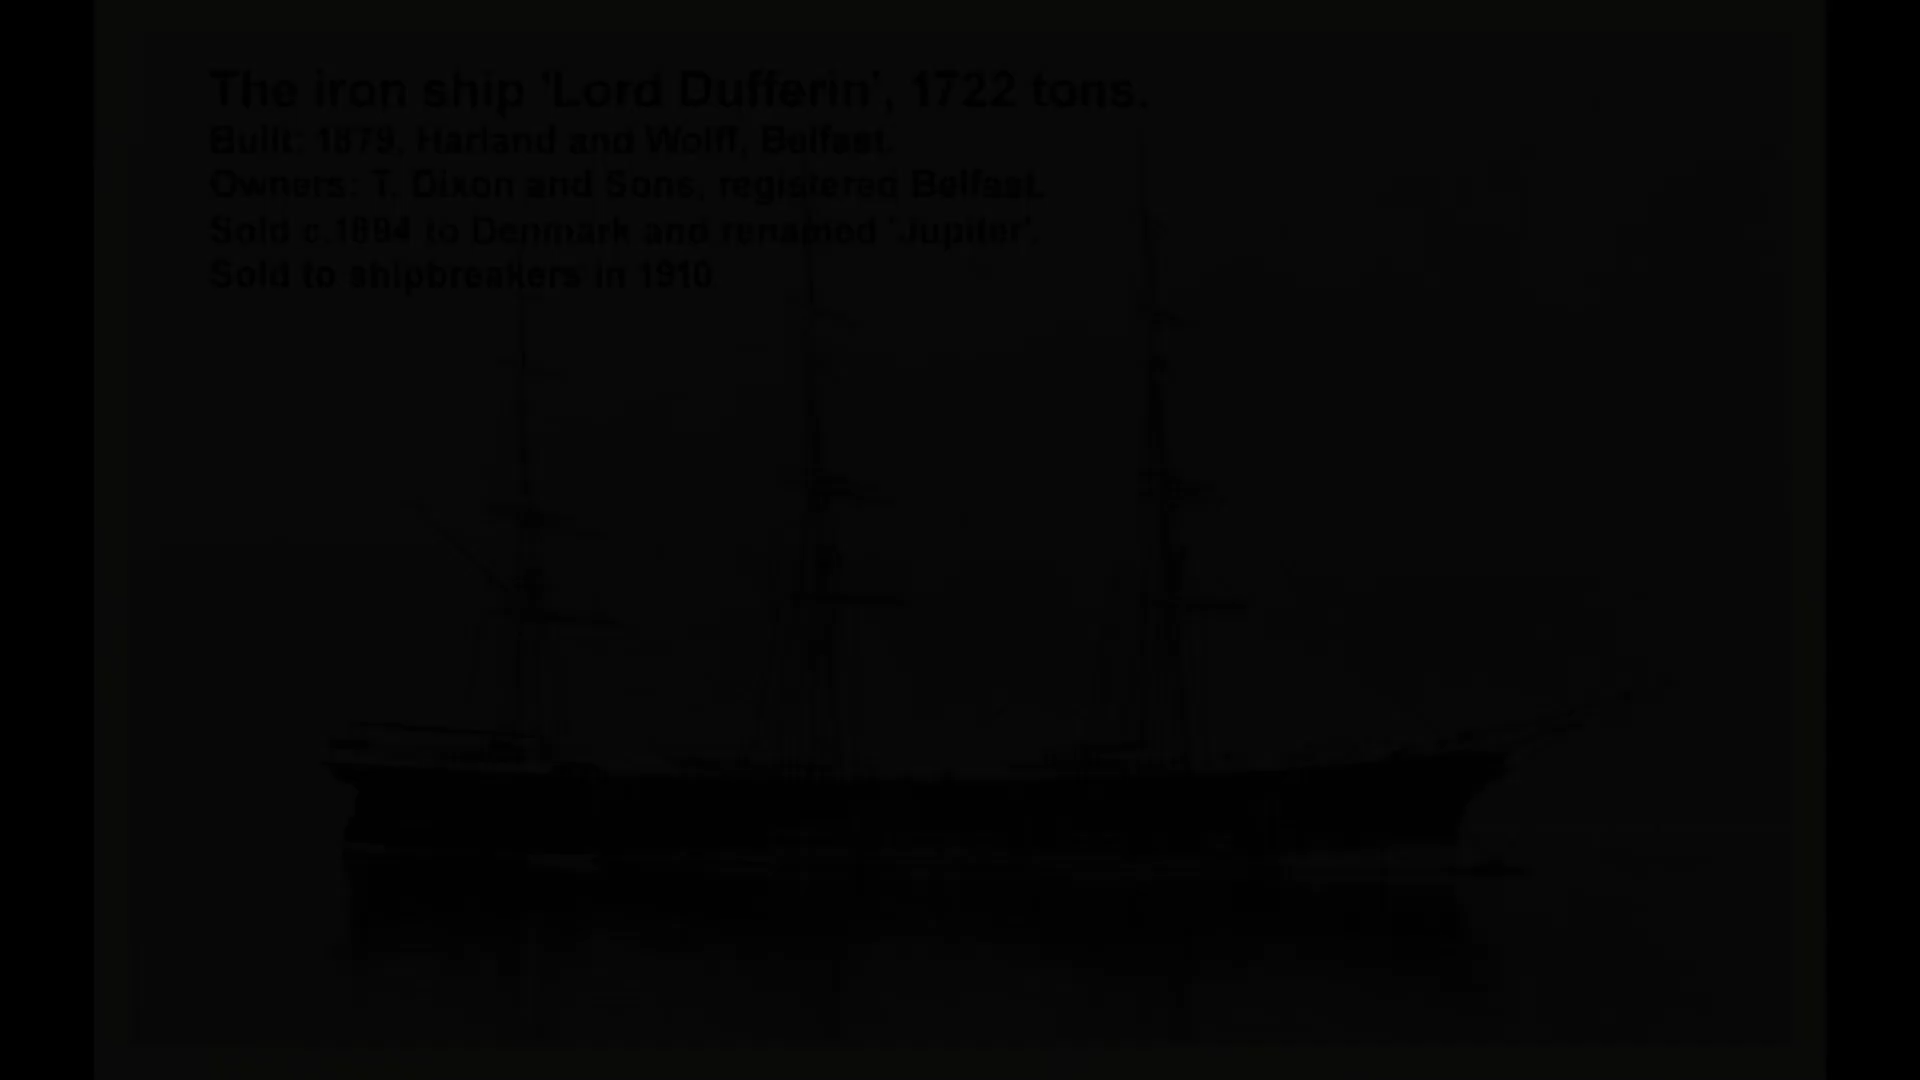 The iron ship 'Lord Dufferin', 1722 tons.
Built: 1879, Harland and Wolff, Belfast.
Owners: T. Dixon and Sons, registered Belfast.
Sold c.1894 to Denmark and renamed 'Jupiter'.
Sold to shipbreakers in 1910